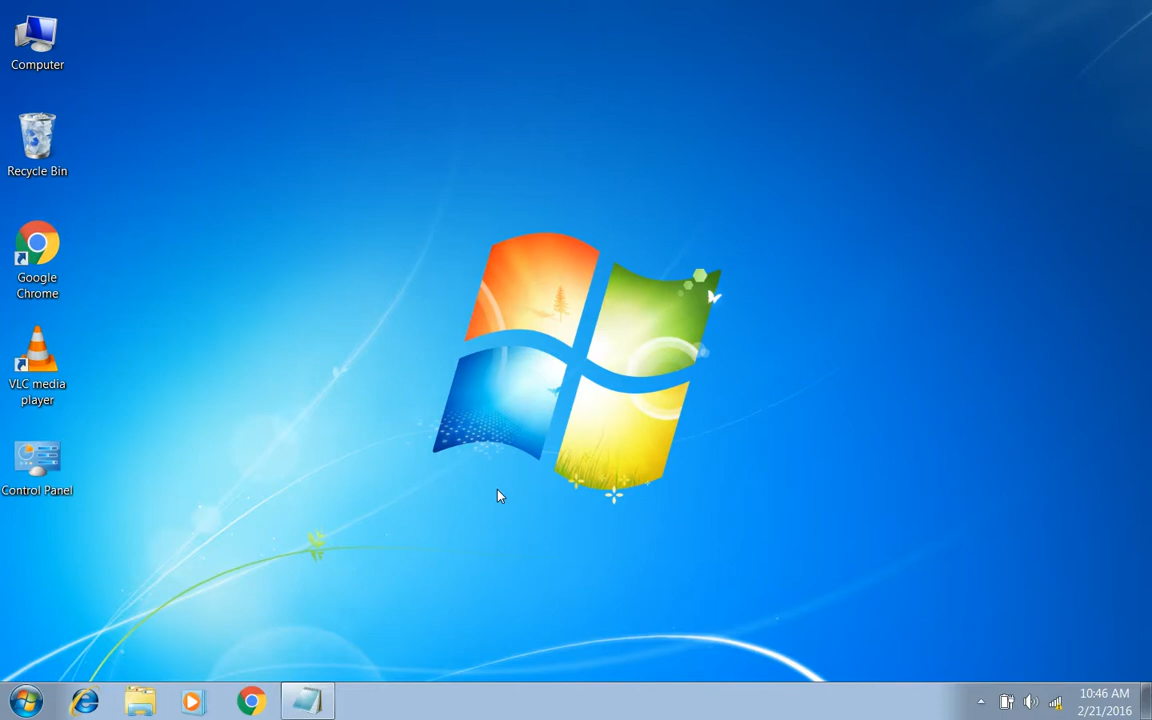 Computer
Recycle Bin
Google
Chrome
VLC media
player
Control Panel
10:46 AM
2/21/2016